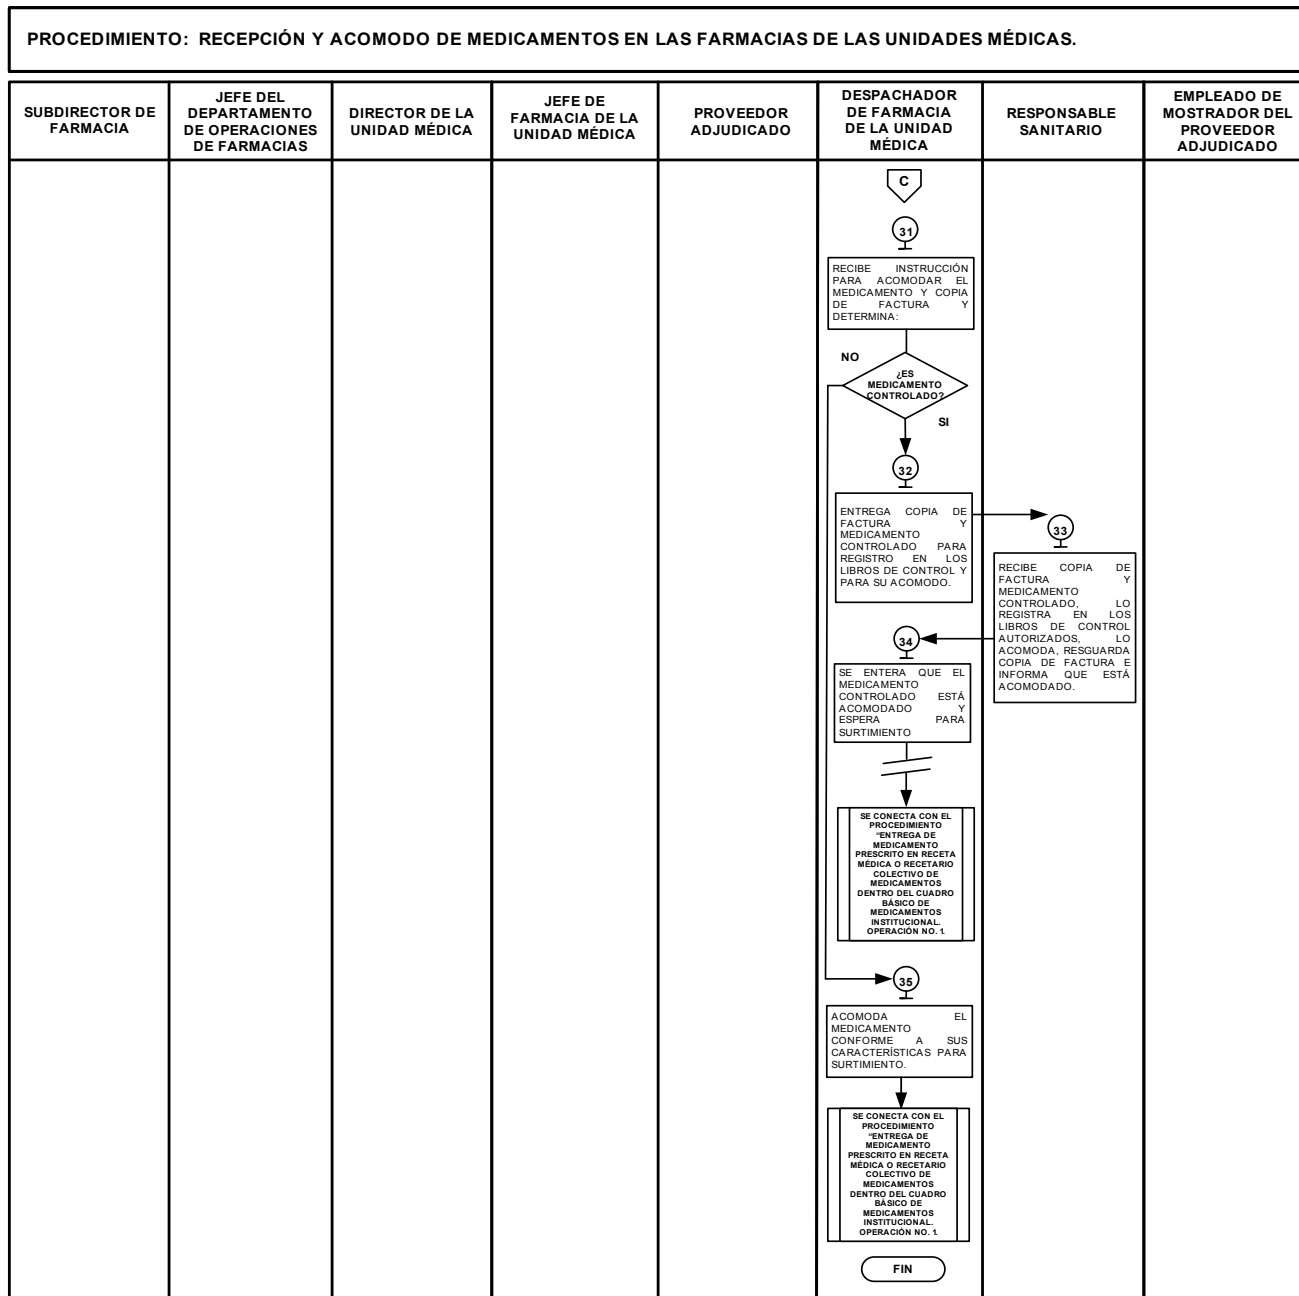 PROCEDIMIENTO: RECEPCIÓN Y ACOMODO DE MEDICAMENTOS EN LAS FARMACIAS DE LAS UNIDADES MÉDICAS.
SUBDIRECTOR DE
FARMACIA
JEFE DEL
DEPARTAMENTO
DE OPERACIONES
DE FARMACIAS
DIRECTOR DE LA
UNIDAD MÉDICA
JEFE DE
FARMACIA DE LA
UNIDAD MÉDICA
PROVEEDOR
ADJUDICADO
DESPACHADOR
DE FARMACIA
DE LA UNIDAD
MÉDICA
RESPONSABLE
SANITARIO
EMPLEADO DE
MOSTRADOR DEL
PROVEEDOR
ADJUDICADO
C
31
RECIBE INSTRUCCIÓN
PARA ACOMODAR EL
MEDICAMENTO Y COPIA
DE FACTURA Y
DETERMINA:
NO
¿ES
MEDICAMENTO
CONTROLADO?
SI
32
ENTREGA COPIA DE
FACTURA Y
MEDICAMENTO
CONTROLADO PARA
REGISTRO EN LOS
LIBROS DE CONTROL Y
PARA SU ACOMODO.
33
RECIBE COPIA DE
FACTURA Y
MEDICAMENTO
CONTROLADO, LO
REGISTRA EN LOS
LIBROS DE CONTROL
AUTORIZADOS, LO
ACOMODA, RESGUARDA
COPIA DE FACTURA E
INFORMA QUE ESTÁ
ACOMODADO.
34
SE ENTERA QUE EL
MEDICAMENTO
CONTROLADO ESTÁ
ACOMODADO Y
ESPERA PARA
SURTIMIENTO
SE CONECTA CON EL
PROCEDIMIENTO
“ENTREGA DE
MEDICAMENTO
PRESCRITO EN RECETA
MÉDICA O RECETARIO
COLECTIVO DE
MEDICAMENTOS
DENTRO DEL CUADRO
BÁSICO DE
MEDICAMENTOS
INSTITUCIONAL.
OPERACIÓN NO. 1.
35
ACOMODA EL
MEDICAMENTO
CONFORME A SUS
CARACTERÍSTICAS PARA
SURTIMIENTO.
SE CONECTA CON EL
PROCEDIMIENTO
“ENTREGA DE
MEDICAMENTO
PRESCRITO EN RECETA
MÉDICA O RECETARIO
COLECTIVO DE
MEDICAMENTOS
DENTRO DEL CUADRO
BÁSICO DE
MEDICAMENTOS
INSTITUCIONAL.
OPERACIÓN NO. 1.
FIN